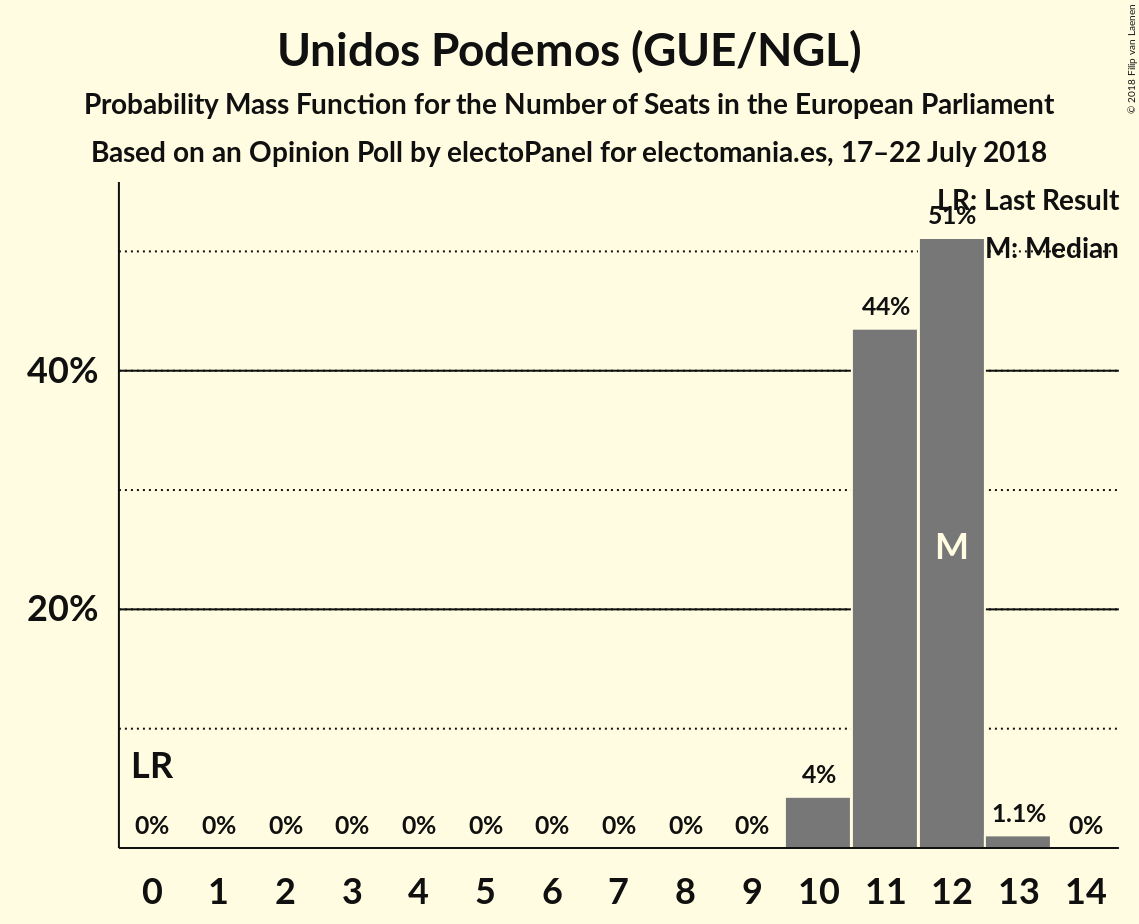 Unidos Podemos (GUE/NGL)
Probability Mass Function for the Number of Seats in the European Parliament
Based on an Opinion Poll by electoPanel for electomania.es, 17–22 July 2018
© 2018 Filip van Laenen
LR: Last Result
M: Median
51%
44%
40%
20%
M
LR
4%
1.1%
0% 0% 0% 0% 0% 0% 0% 0% 0% 0% 0%
0 1 2 3 4 5 6 7 8 9 10 11 12 13 14